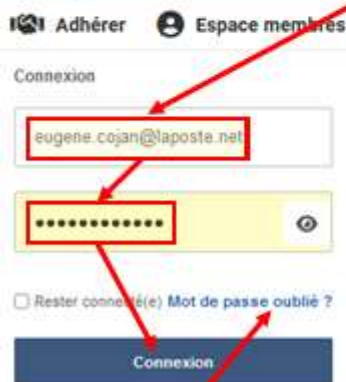 Adhérer Espace membres
Connexion
eugene.cojan@laposte.net
••••••••••••
Rester connecté(e) Mot de passe oublié ?
Connexion